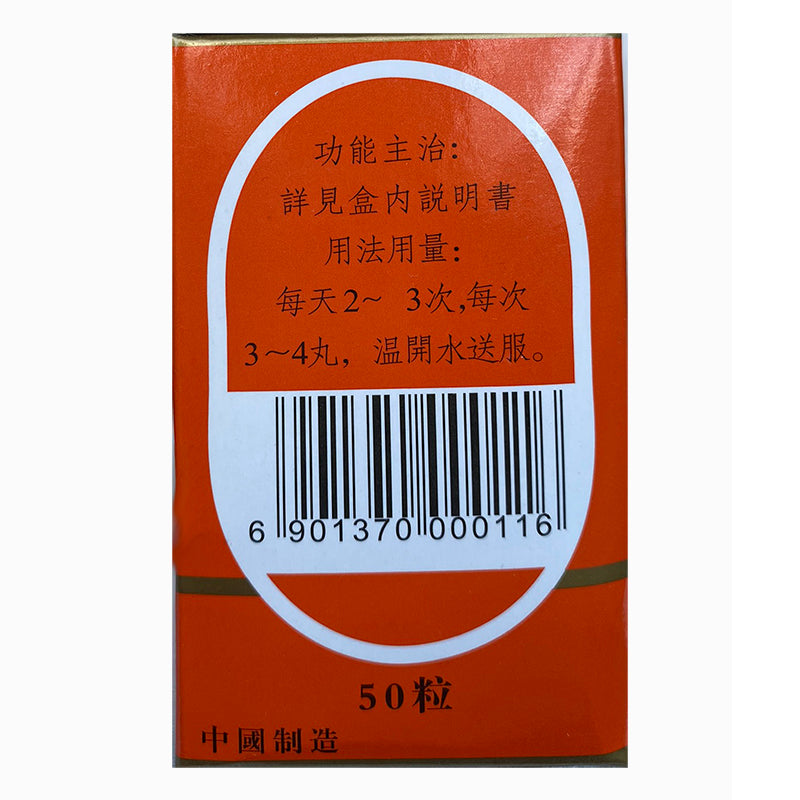 功能主治：
詳見盒内説明書
用法用量：
每天2~ 3次,每次
3~4丸，温開水送服。
6 901370 000116
50粒
中國制造